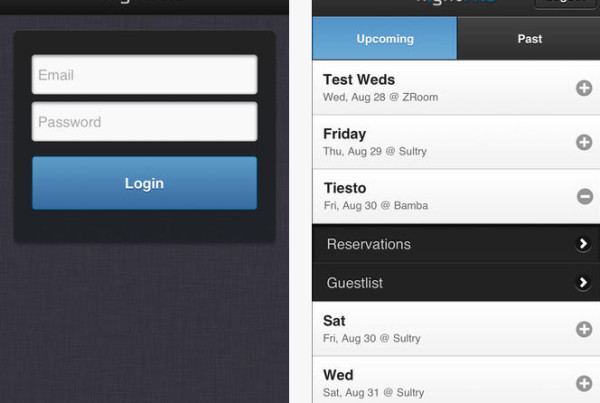 Email
Password
Login
Upcoming
Past
Test Weds
Wed, Aug 28 @ ZRoom
Friday
Thu, Aug 29 @ Sultry
Tiesto
Fri, Aug 30 @ Bamba
Reservations
Guestlist
Sat
Fri, Aug 30 @ Sultry
Wed
Sat, Aug 31 @ Sultry